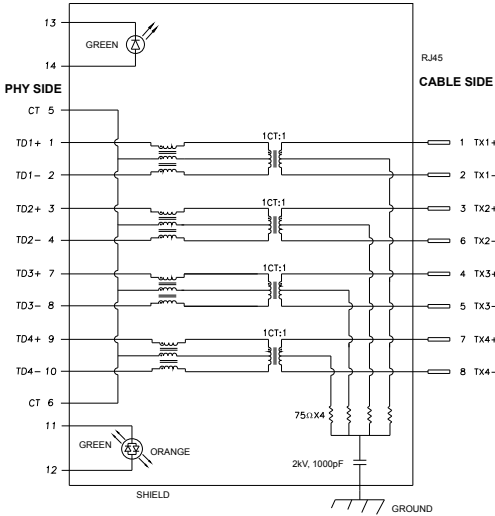 13
GREEN
14
RJ45
PHY SIDE
CABLE SIDE
CT 5
1CT:1
TD1+ 1
1 TX1+
TD1- 2
2 TX1-
1CT:1
TD2+ 3
3 TX2+
TD2- 4
6 TX2-
1CT:1
TD3+ 7
4 TX3+
TD3- 8
5 TX3-
1CT:1
TD4+ 9
7 TX4+
TD4- 10
8 TX4-
CT 6
75ΩX4
11
GREEN
ORANGE
12
2kV, 1000pF
SHIELD
GROUND